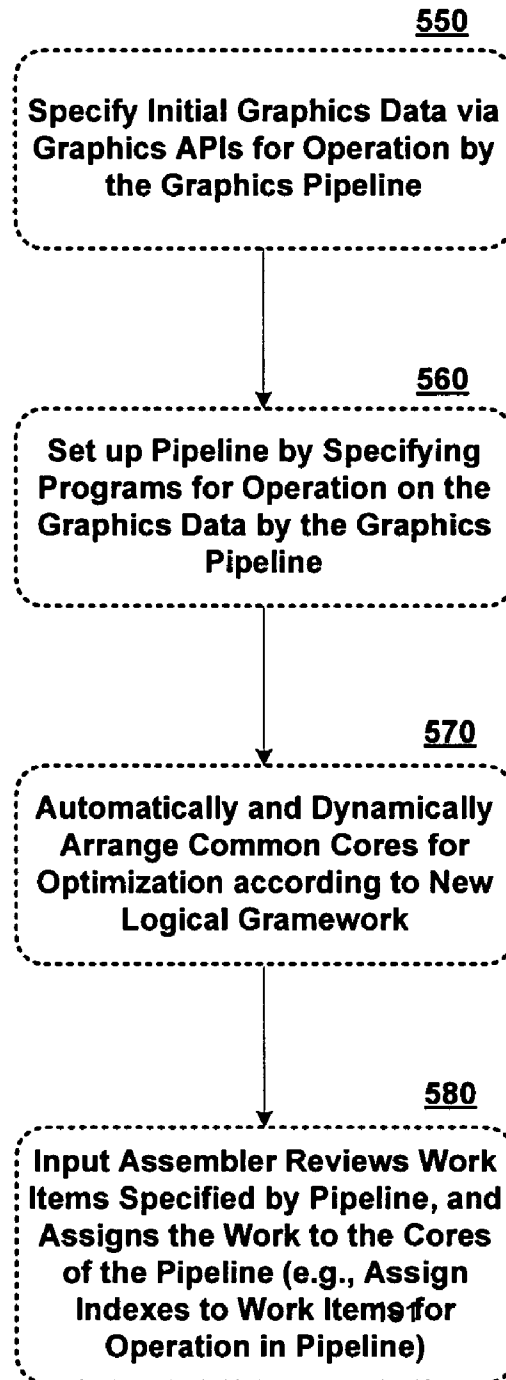 550
Specify Initial Graphics Data via
Graphics APIs for Operation by
the Graphics Pipeline
560
Set up Pipeline by Specifying
Programs for Operation on the
Graphics Data by the Graphics
Pipeline
570
Automatically and Dynamically
Arrange Common Cores for
Optimization according to New
Logical Gramework
580
Input Assembler Reviews Work
Items Specified by Pipeline, and
Assigns the Work to the Cores
of the Pipeline (e.g., Assign
Indexes to Work Items for
Operation in Pipeline)